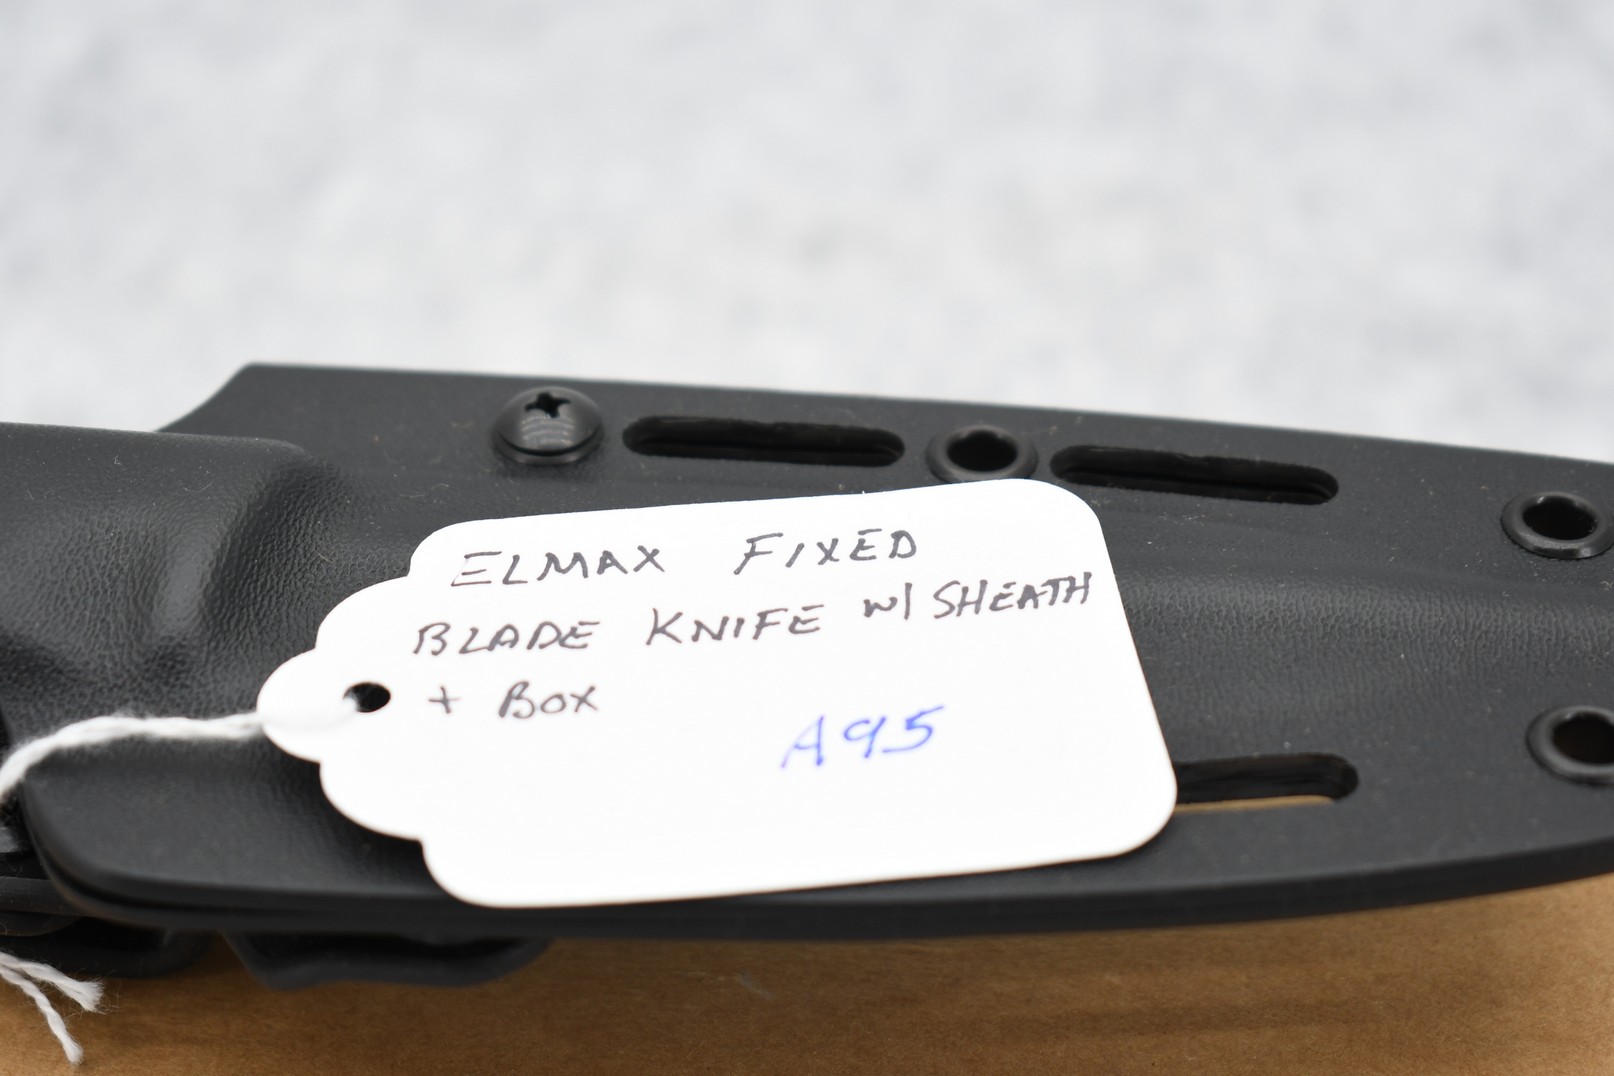 ELMAX FIXED
BLADE KNIFE W/ SHEATH
+ BOX
A95